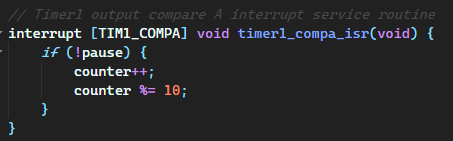 // Timer1 output compare A interrupt service routine
interrupt [TIM1_COMPA] void timer1_compa_isr(void) {
if (!pause) {
counter++;
counter %= 10;
}
}